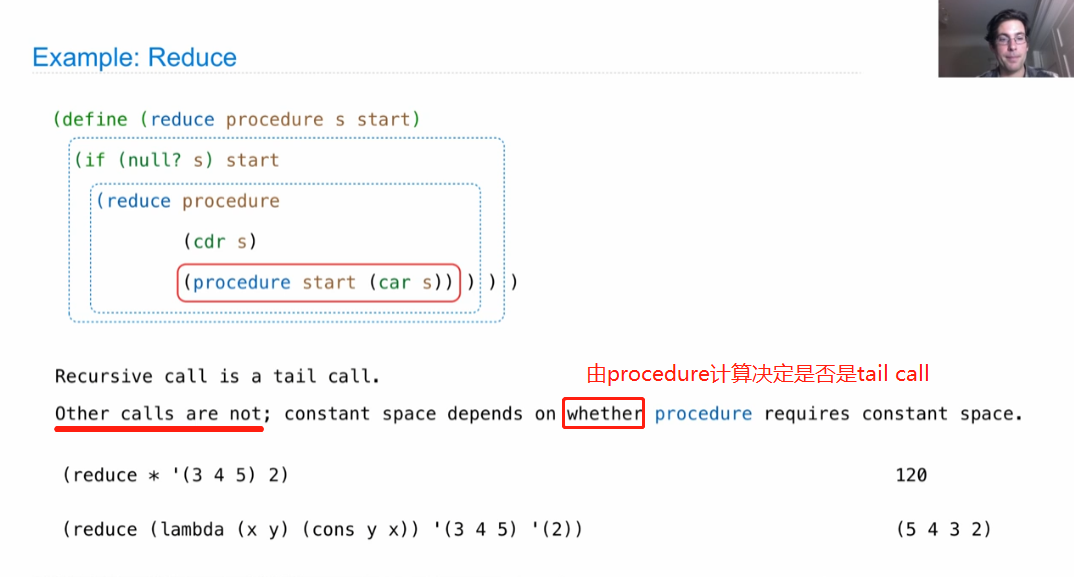 Example: Reduce
(define (reduce procedure s start)
(if (null? s) start
(reduce procedure
(cdr s)
(procedure start (car s)) ) ) )
Recursive call is a tail call.
由procedure计算决定是否是tail call
Other calls are not; constant space depends on whether procedure requires constant space.
(reduce * '(3 4 5) 2) 120
(reduce (lambda (x y) (cons y x)) '(3 4 5) '(2)) (5 4 3 2)